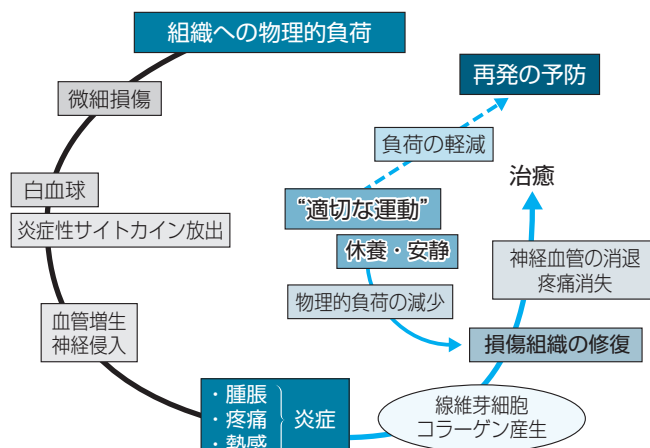 組織への物理的負荷
微細損傷
白血球
炎症性サイトカイン放出
血管増生
神経侵入
・腫脹
・疼痛
・熱感
炎症
再発の予防
負荷の軽減
“適切な運動”
休養・安静
物理的負荷の減少
治癒
神経血管の消退
疼痛消失
損傷組織の修復
線維芽細胞
コラーゲン産生